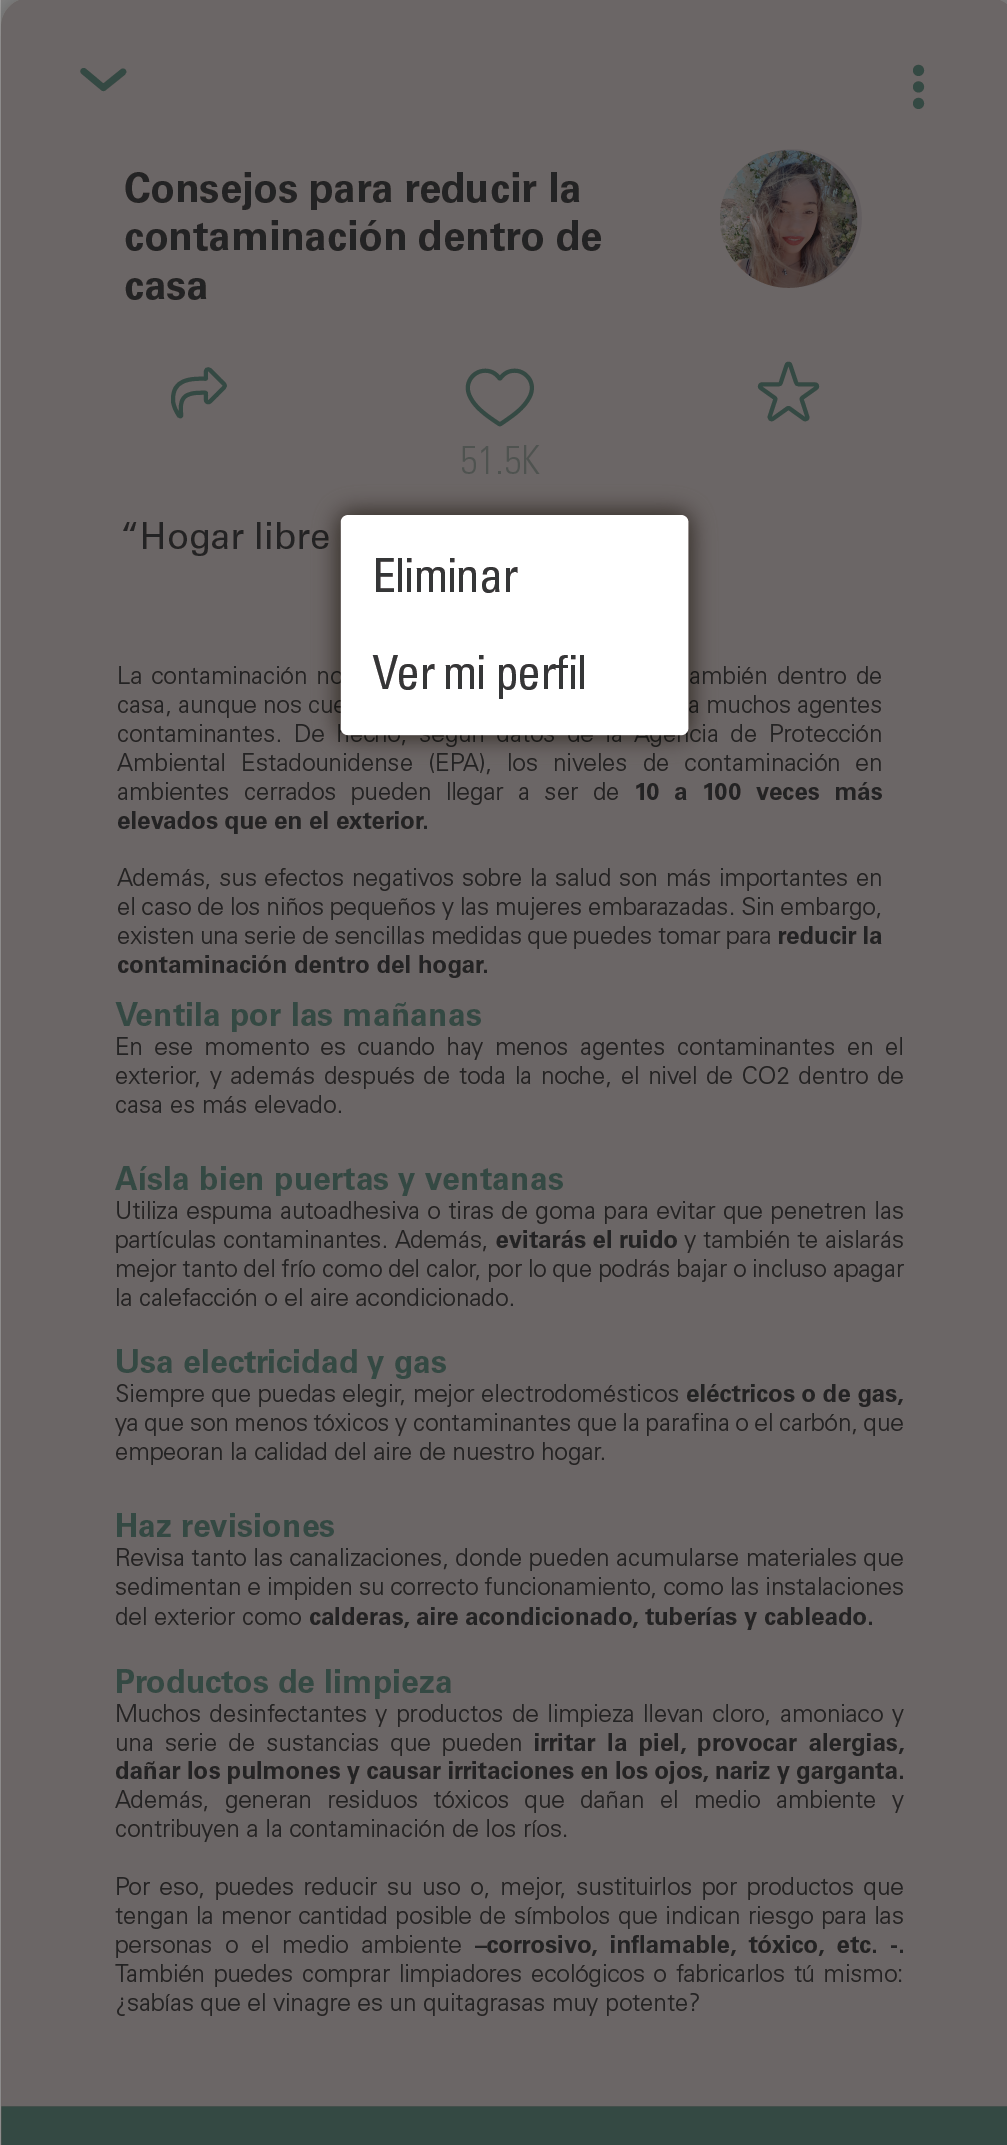 Consejos para reducir la
contaminación dentro de
casa
51.5K
“Hogar libre
Eliminar
Ver mi perfil
La contaminación dentro de
casa, aunque nos muchos agentes
contaminantes. De hecho, según datos de la Agencia de Protección
Ambiental Estadounidense (EPA), los niveles de contaminación en
ambientes cerrados pueden llegar a ser de 10 a 100 veces más
elevados que en el exterior.
Además, sus efectos negativos sobre la salud son más importantes en
el caso de los niños pequeños y las mujeres embarazadas. Sin embargo,
existen una serie de sencillas medidas que puedes tomar para reducir la
contaminación dentro del hogar.
Ventila por las mañanas
En ese momento es cuando hay menos agentes contaminantes en el
exterior, y además después de toda la noche, el nivel de CO2 dentro de
casa es más elevado.
Aísla bien puertas y ventanas
Utiliza espuma autoadhesiva o tiras de goma para evitar que penetren las
partículas contaminantes. Además, evitarás el ruido y también te aislarás
mejor tanto del frío como del calor, por lo que podrás bajar o incluso apagar
la calefacción o el aire acondicionado.
Usa electricidad y gas
Siempre que puedas elegir, mejor electrodomésticos eléctricos o de gas,
ya que son menos tóxicos y contaminantes que la parafina o el carbón, que
empeoran la calidad del aire de nuestro hogar.
Haz revisiones
Revisa tanto las canalizaciones, donde pueden acumularse materiales que
sedimentan e impiden su correcto funcionamiento, como las instalaciones
del exterior como calderas, aire acondicionado, tuberías y cableado.
Productos de limpieza
Muchos desinfectantes y productos de limpieza llevan cloro, amoniaco y
una serie de sustancias que pueden irritar la piel, provocar alergias,
dañar los pulmones y causar irritaciones en los ojos, nariz y garganta.
Además, generan residuos tóxicos que dañan el medio ambiente y
contribuyen a la contaminación de los ríos.
Por eso, puedes reducir su uso o, mejor, sustituirlos por productos que
tengan la menor cantidad posible de símbolos que indican riesgo para las
personas o el medio ambiente –corrosivo, inflamable, tóxico, etc. -.
También puedes comprar limpiadores ecológicos o fabricarlos tú mismo:
¿sabías que el vinagre es un quitagrasas muy potente?